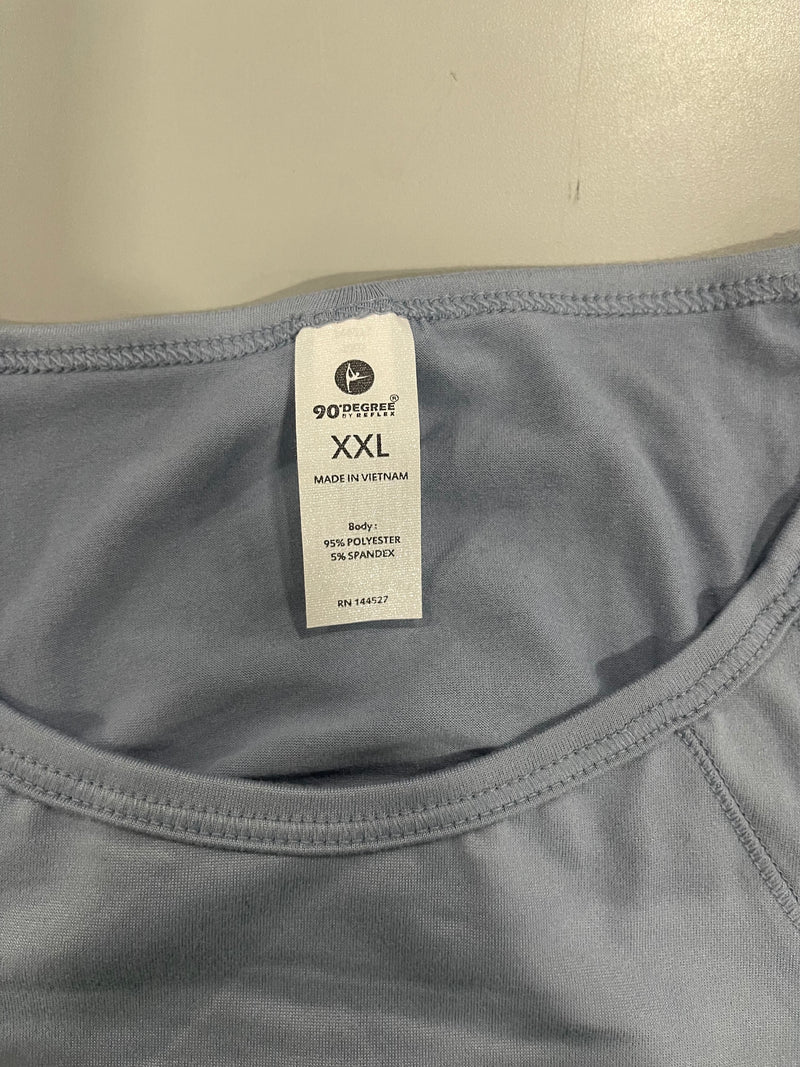 90°DEGREE®
BY REFLEX
XXL
MADE IN VIETNAM
Body :
95% POLYESTER
5% SPANDEX
RN 144527